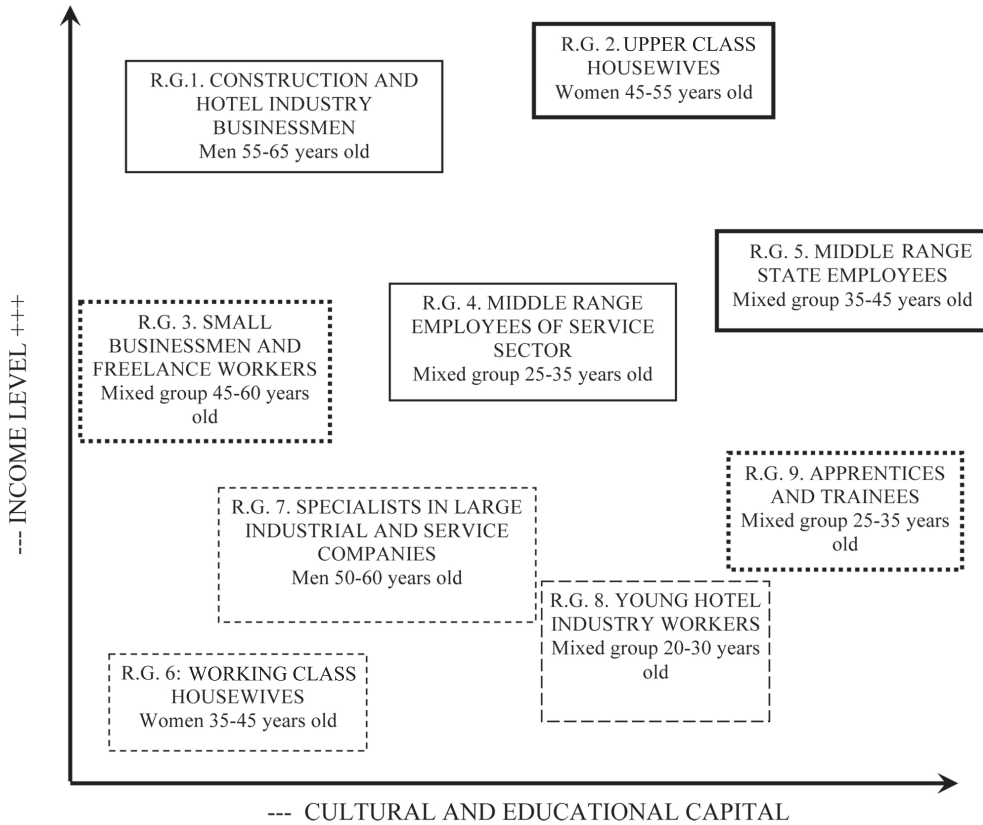 R.G. 2. UPPER CLASS
HOUSEWIVES
Women 45-55 years old
R.G.1. CONSTRUCTION AND
HOTEL INDUSTRY
BUSINESSMEN
Men 55-65 years old
R.G. 5. MIDDLE RANGE
STATE EMPLOYEES
Mixed group 35-45 years old
R.G. 3. SMALL
BUSINESSMEN AND
FREELANCE WORKERS
Mixed group 45-60 years
old
R.G. 4. MIDDLE RANGE
EMPLOYEES OF SERVICE
SECTOR
Mixed group 25-35 years old
R.G. 9. APPRENTICES
AND TRAINEES
Mixed group 25-35 years
old
R.G. 7. SPECIALISTS IN LARGE
INDUSTRIAL AND SERVICE
COMPANIES
Men 50-60 years old
R.G. 8. YOUNG HOTEL
INDUSTRY WORKERS
Mixed group 20-30 years
old
R.G. 6: WORKING CLASS
HOUSEWIVES
Women 35-45 years old
--- INCOME LEVEL +++
--- CULTURAL AND EDUCATIONAL CAPITAL